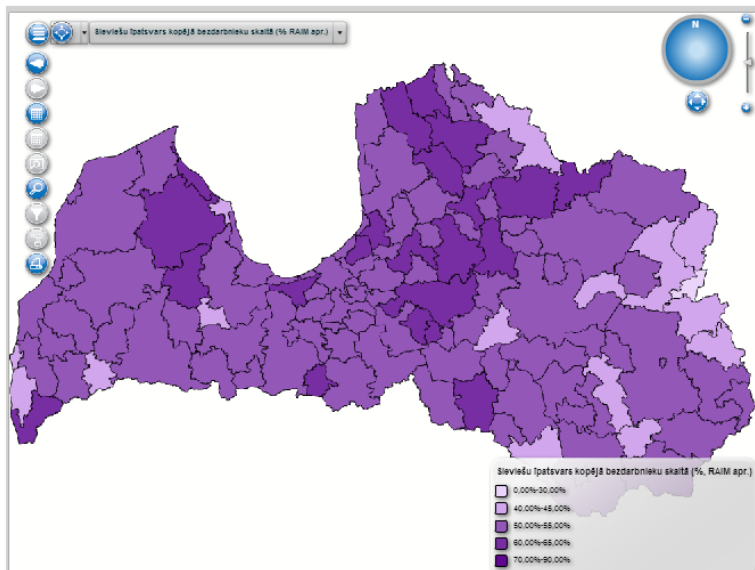 Sieviešu īpatsvars kopējā bezdarbnieku skaitā (% RAIM apr.)
N
Sieviešu īpatsvars kopējā bezdarbnieku skaitā (%, RAIM apr.)
0,00%-30,00%
40,00%-45,00%
50,00%-55,00%
60,00%-65,00%
70,00%-90,00%